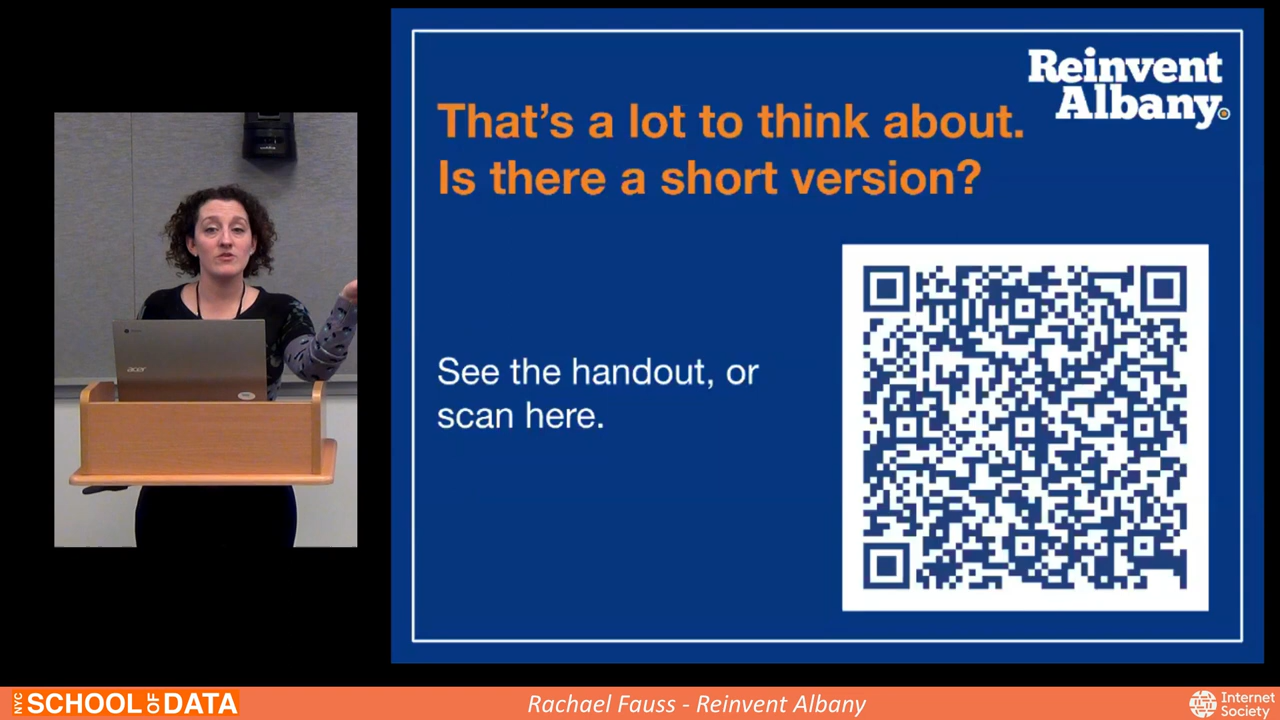 Reinvent
Albany
That's a lot to think about.
Is there a short version?
See the handout, or
scan here.
acer
NYC SCHOOL OF DATA
Rachael Fauss - Reinvent Albany
Internet
Society